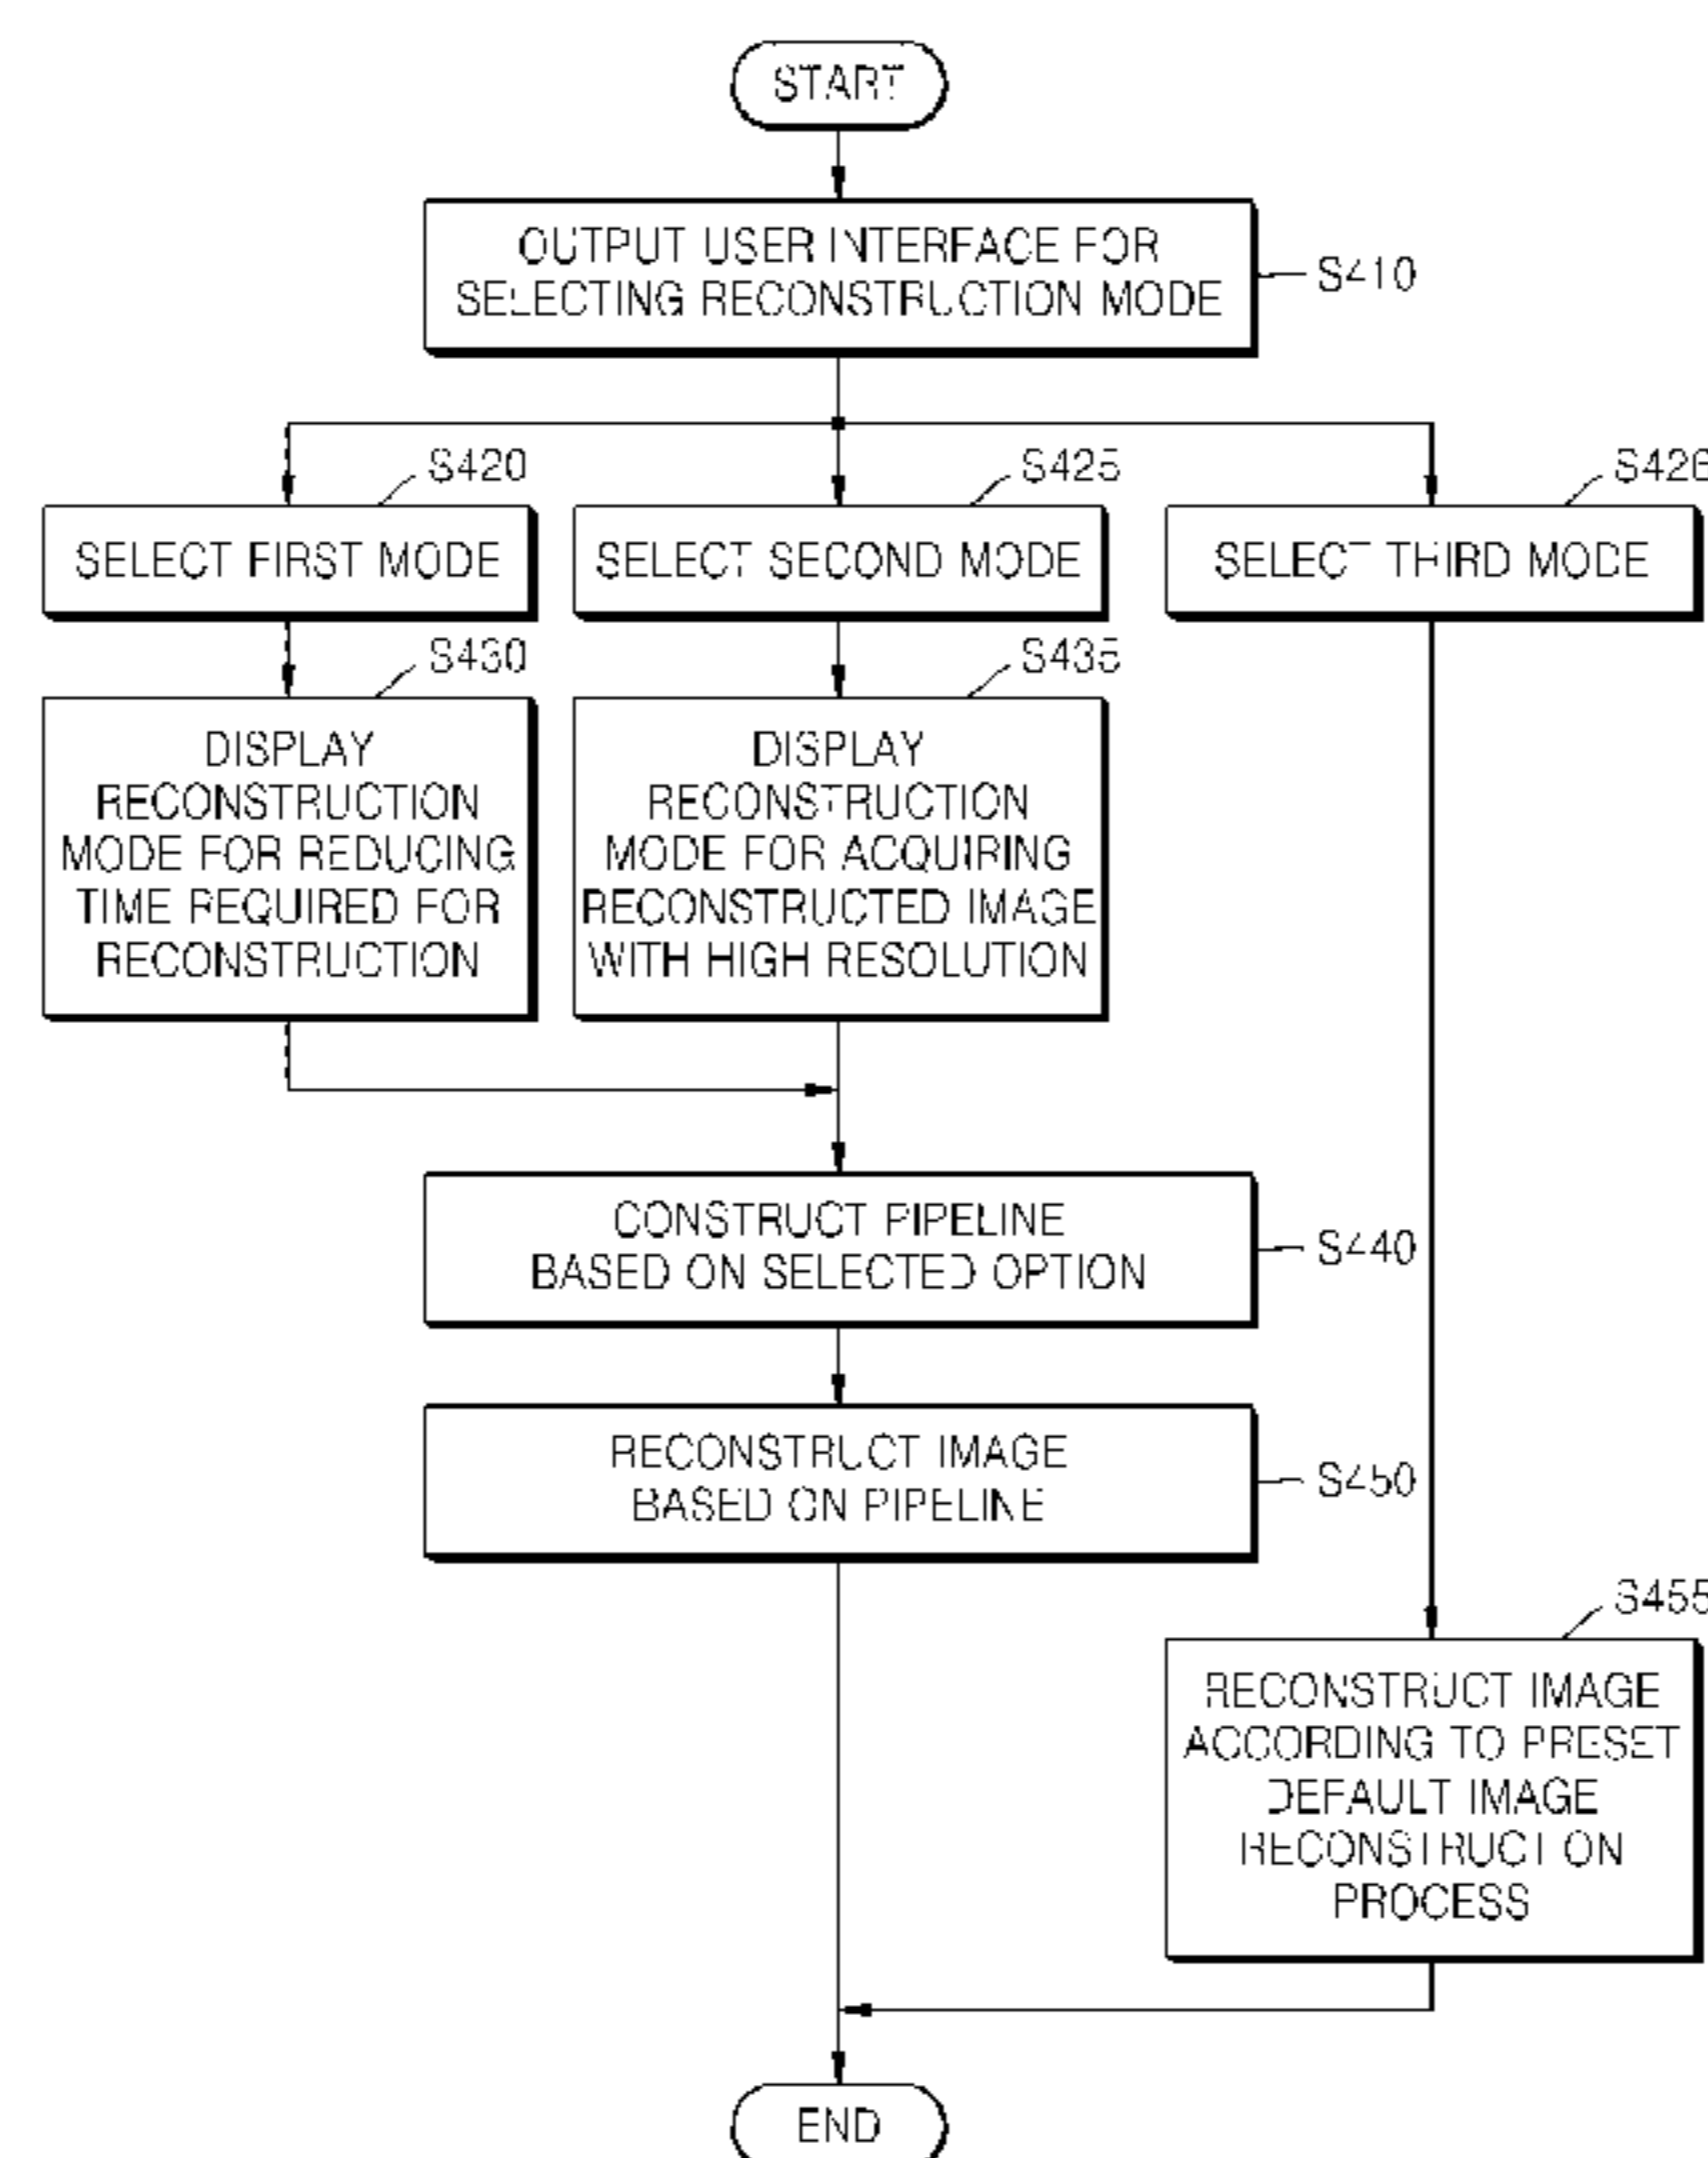 START
OUTPUT USER INTERFACE FOR
SELECTING RECONSTRUCTION MODE
S410
S420
S425
S426
SELECT FIRST MODE
SELECT SECOND MODE
SELECT THIRD MODE
S430
S435
DISPLAY
RECONSTRUCTION
MODE FOR REDUCING
TIME REQUIRED FOR
RECONSTRUCTION
DISPLAY
RECONSTRUCTION
MODE FOR ACQUIRING
RECONSTRUCTED IMAGE
WITH HIGH RESOLUTION
CONSTRUCT PIPELINE
BASED ON SELECTED OPTION
S440
RECONSTRUCT IMAGE
BASED ON PIPELINE
S450
S455
RECONSTRUCT IMAGE
ACCORDING TO PRESET
DEFAULT IMAGE
RECONSTRUCTION
PROCESS
END